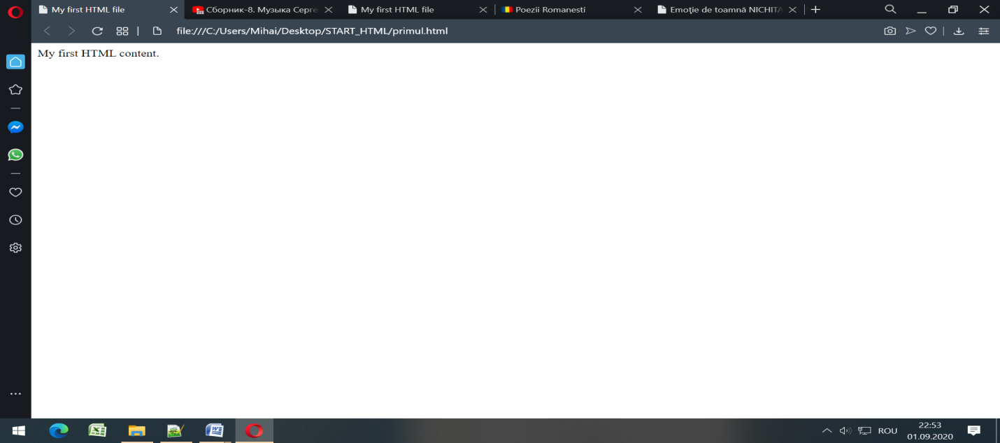 My first HTML file
Сборник-8. Музыка Серге
My first HTML file
Poezii Romanesti
Emoţie de toamnă NICHITA
file:///C:/Users/Mihai/Desktop/START_HTML/primul.html
My first HTML content.
ROU
22:53
01.09.2020